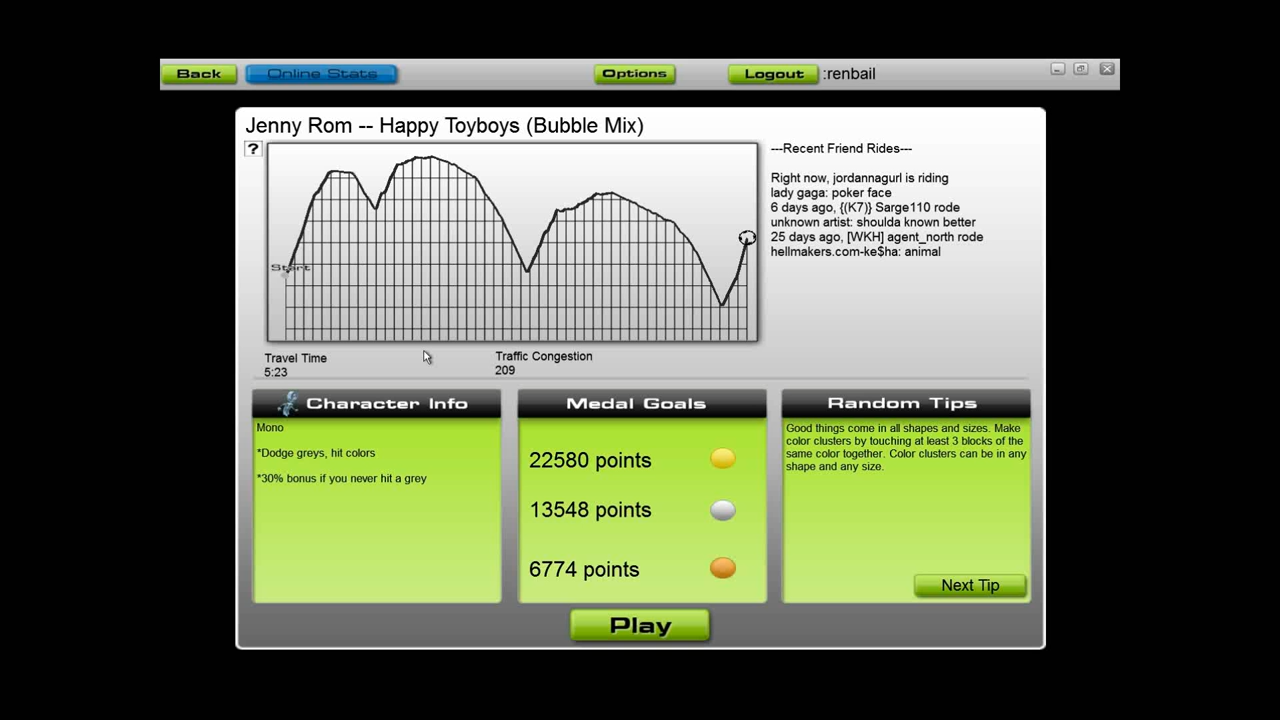 Back
Online Stats
Options
Logout :renbail
Jenny Rom -- Happy Toyboys (Bubble Mix)
?
Start
Travel Time
5:23
Traffic Congestion
209
---Recent Friend Rides---
Right now, jordannagurl is riding
lady gaga: poker face
6 days ago, {(K7)} Sarge110 rode
unknown artist: shoulda known better
25 days ago, [WKH] agent_north rode
hellmakers.com-ke$ha: animal
Character Info
Mono
*Dodge greys, hit colors
*30% bonus if you never hit a grey
Medal Goals
22580 points
13548 points
6774 points
Random Tips
Good things come in all shapes and sizes. Make
color clusters by touching at least 3 blocks of the
same color together. Color clusters can be in any
shape and any size.
Next Tip
Play